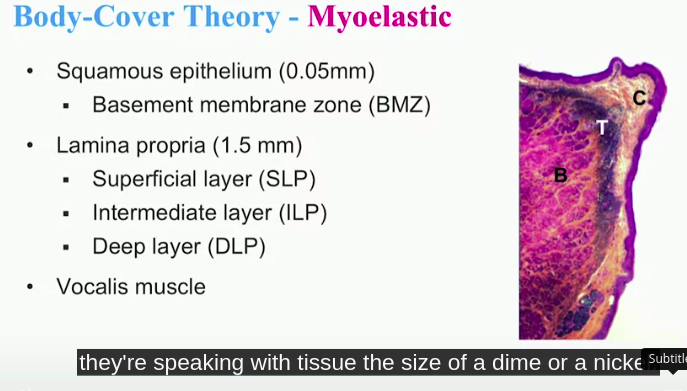 Body-Cover Theory - Myoelastic
• Squamous epithelium (0.05mm)
▪ Basement membrane zone (BMZ)
• Lamina propria (1.5 mm)
▪ Superficial layer (SLP)
▪ Intermediate layer (ILP)
▪ Deep layer (DLP)
• Vocalis muscle
C
T
B
they're speaking with tissue the size of a dime or a